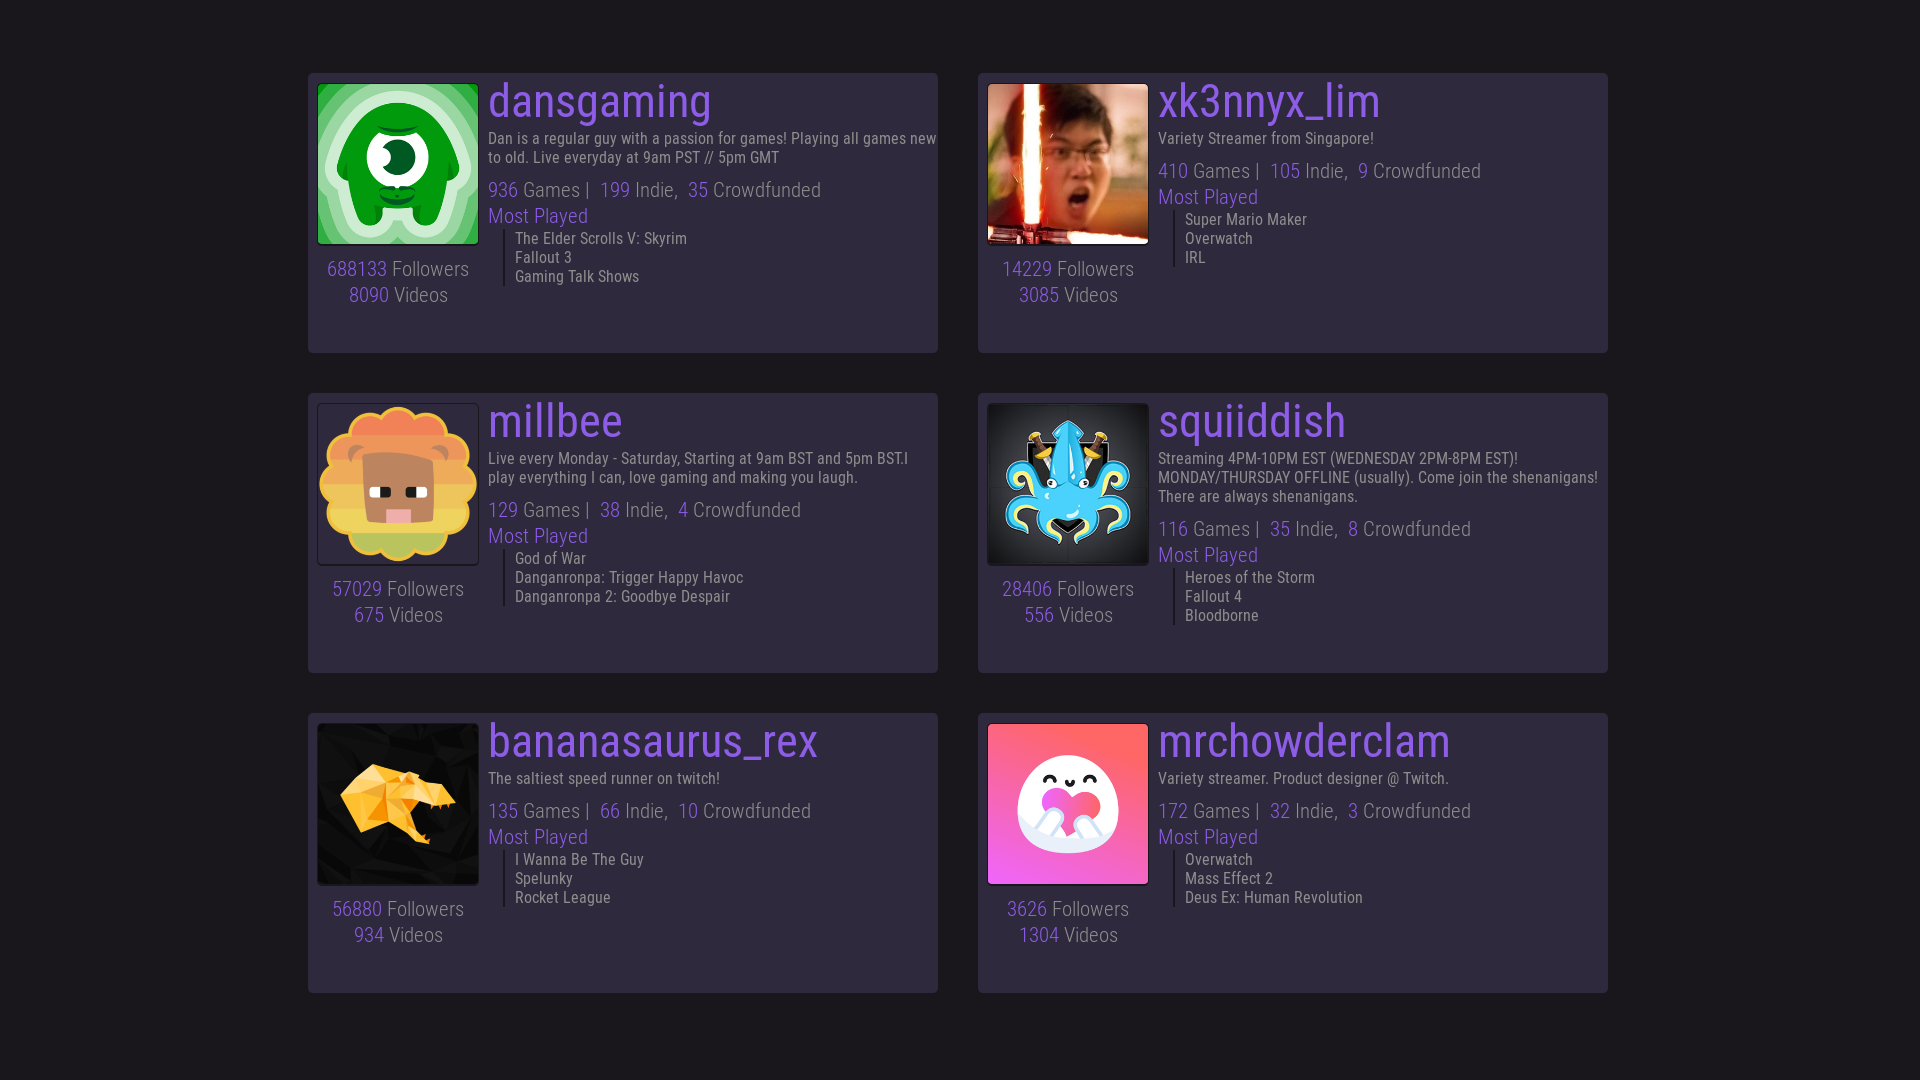 dansgaming
Dan is a regular guy with a passion for games! Playing all games new
to old. Live everyday at 9am PST // 5pm GMT
936 Games | 199 Indie, 35 Crowdfunded
Most Played
The Elder Scrolls V: Skyrim
Fallout 3
Gaming Talk Shows
688133 Followers
8090 Videos
xk3nnyx_lim
Variety Streamer from Singapore!
410 Games | 105 Indie, 9 Crowdfunded
Most Played
Super Mario Maker
Overwatch
IRL
14229 Followers
3085 Videos
millbee
Live every Monday - Saturday, Starting at 9am BST and 5pm BST.I
play everything I can, love gaming and making you laugh.
129 Games | 38 Indie, 4 Crowdfunded
Most Played
God of War
Danganronpa: Trigger Happy Havoc
Danganronpa 2: Goodbye Despair
57029 Followers
675 Videos
squiiddish
Streaming 4PM-10PM EST (WEDNESDAY 2PM-8PM EST)!
MONDAY/THURSDAY OFFLINE (usually). Come join the shenanigans!
There are always shenanigans.
116 Games | 35 Indie, 8 Crowdfunded
Most Played
Heroes of the Storm
Fallout 4
Bloodborne
28406 Followers
556 Videos
bananasaurus_rex
The saltiest speed runner on twitch!
135 Games | 66 Indie, 10 Crowdfunded
Most Played
I Wanna Be The Guy
Spelunky
Rocket League
56880 Followers
934 Videos
mrchowderclam
Variety streamer. Product designer @ Twitch.
172 Games | 32 Indie, 3 Crowdfunded
Most Played
Overwatch
Mass Effect 2
Deus Ex: Human Revolution
3626 Followers
1304 Videos